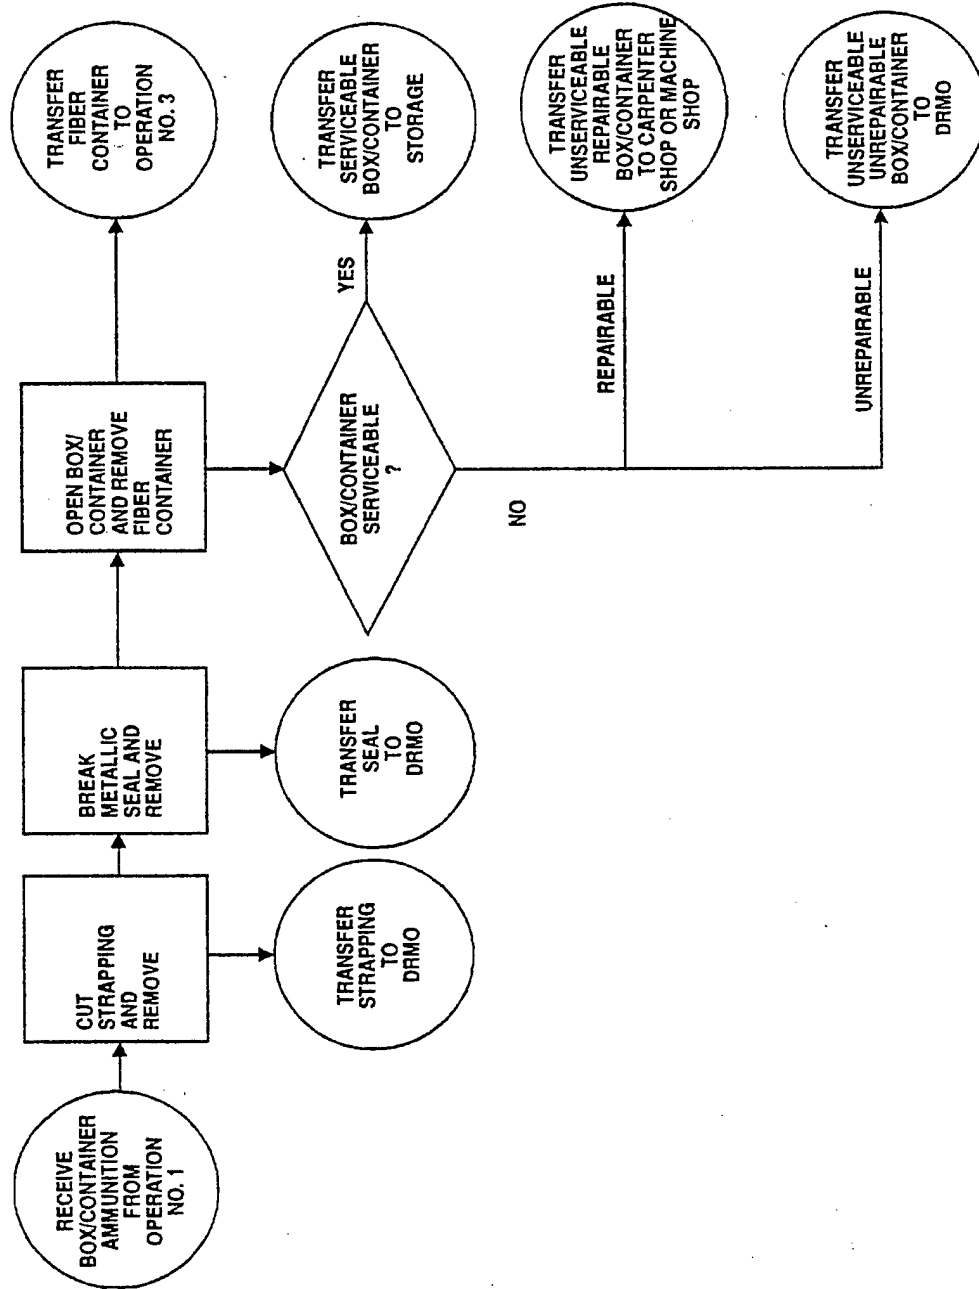 RECEIVE
BOX/CONTAINER
AMMUNITION
FROM
OPERATION
NO. 1
CUT
STRAPPING
AND
REMOVE
BREAK
METALLIC
SEAL AND
REMOVE
OPEN BOX/
CONTAINER
AND REMOVE
FIBER
CONTAINER
TRANSFER
FIBER
CONTAINER
TO
OPERATION
NO. 3
TRANSFER
STRAPPING
TO
DRMO
TRANSFER
SEAL
TO
DRMO
BOX/CONTAINER
SERVICEABLE
?
YES
TRANSFER
SERVICEABLE
BOX/CONTAINER
TO
STORAGE
NO
REPAIRABLE
TRANSFER
UNSERVICEABLE
REPAIRABLE
BOX/CONTAINER
TO CARPENTER
SHOP OR MACHINE
SHOP
UNREPAIRABLE
TRANSFER
UNSERVICEABLE
UNREPAIRABLE
BOX/CONTAINER
TO
DRMO